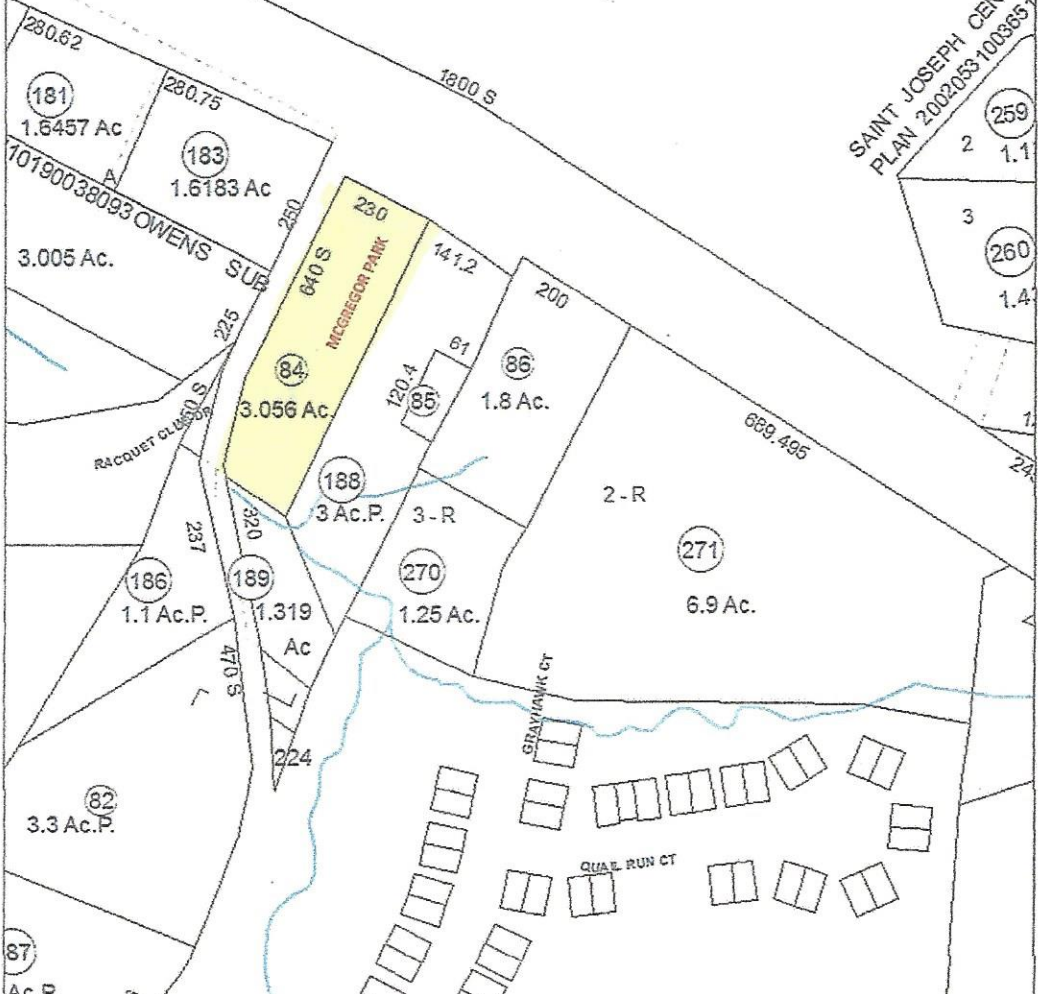 280.62
1800 S
SAINT JOSEPH CEN
PLAN 20020531003651
280.75
181
1.6457 Ac
183
1.6183 Ac
259
2
1.1
A
10190038093 OWENS SUB
230
250
3
3.005 Ac.
640 S
MCGREGOR PARK
141.2
260
1.4
200
225
61
84
86
120.4
85
3.056 Ac.
1.8 Ac.
RACQUET CLUB DR
689.495
188
3 Ac.P.
3 - R
2 - R
237
320
271
186
189
270
1.1 Ac.P.
1.319
Ac
1.25 Ac.
6.9 Ac.
470 S
GRAYHAWK CT
224
82
3.3 Ac.P.
QUAIL RUN CT
87
Ac.P.